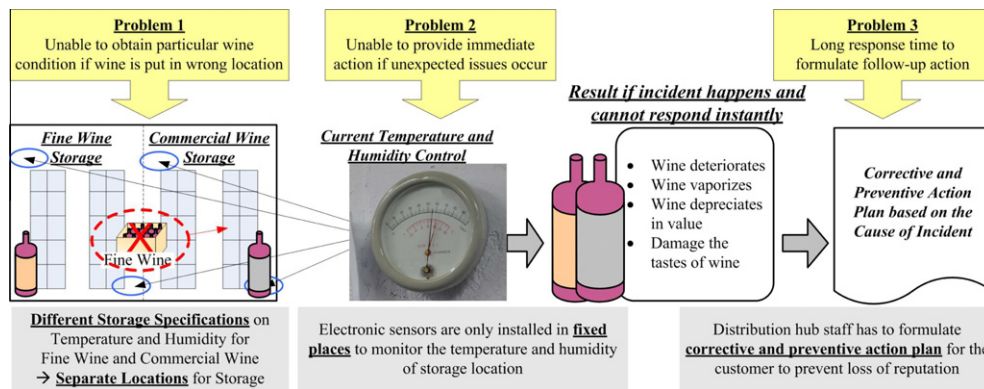 Problem 1
Unable to obtain particular wine
condition if wine is put in wrong location
Problem 2
Unable to provide immediate
action if unexpected issues occur
Problem 3
Long response time to
formulate follow-up action
Fine Wine
Storage
Commercial Wine
Storage
Fine Wine
Current Temperature and
Humidity Control
Result if incident happens and
cannot respond instantly
• Wine deteriorates
• Wine vaporizes
• Wine depreciates
in value
• Damage the
tastes of wine
Corrective and
Preventive Action
Plan based on the
Cause of Incident
Different Storage Specifications on
Temperature and Humidity for
Fine Wine and Commercial Wine
→ Separate Locations for Storage
Electronic sensors are only installed in fixed
places to monitor the temperature and humidity
of storage location
Distribution hub staff has to formulate
corrective and preventive action plan for the
customer to prevent loss of reputation